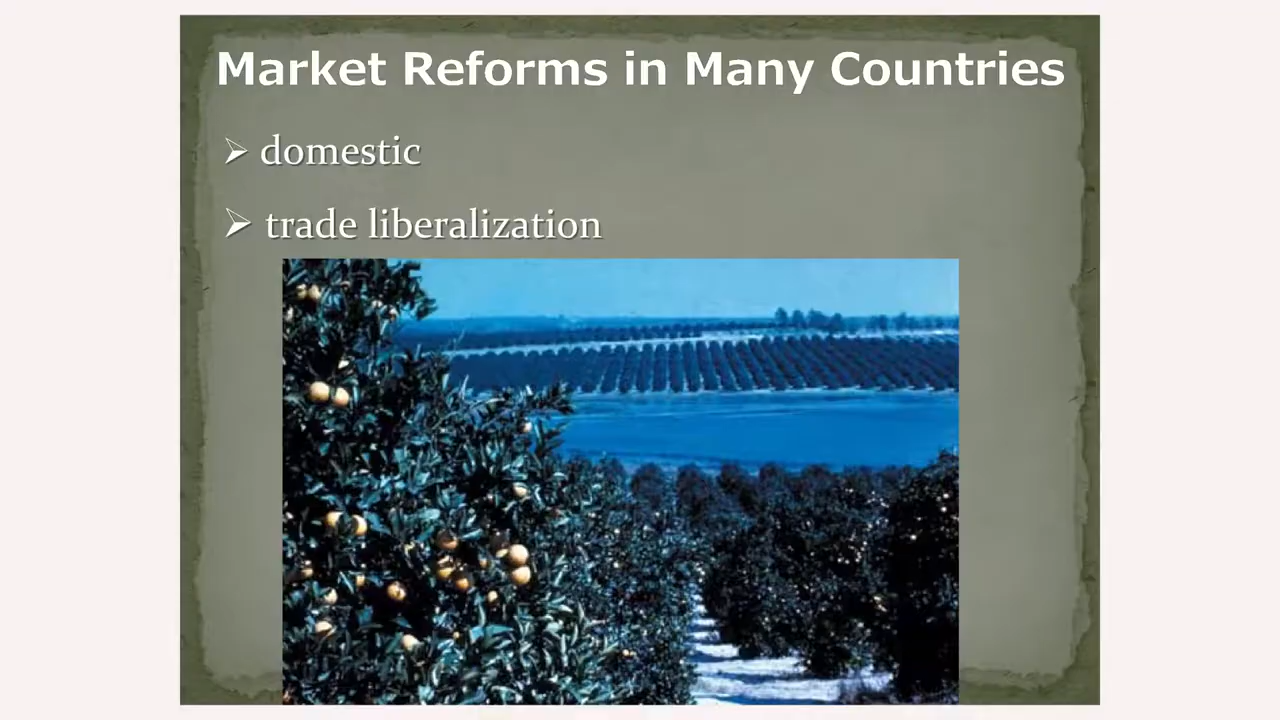 Market Reforms in Many Countries
domestic
trade liberalization